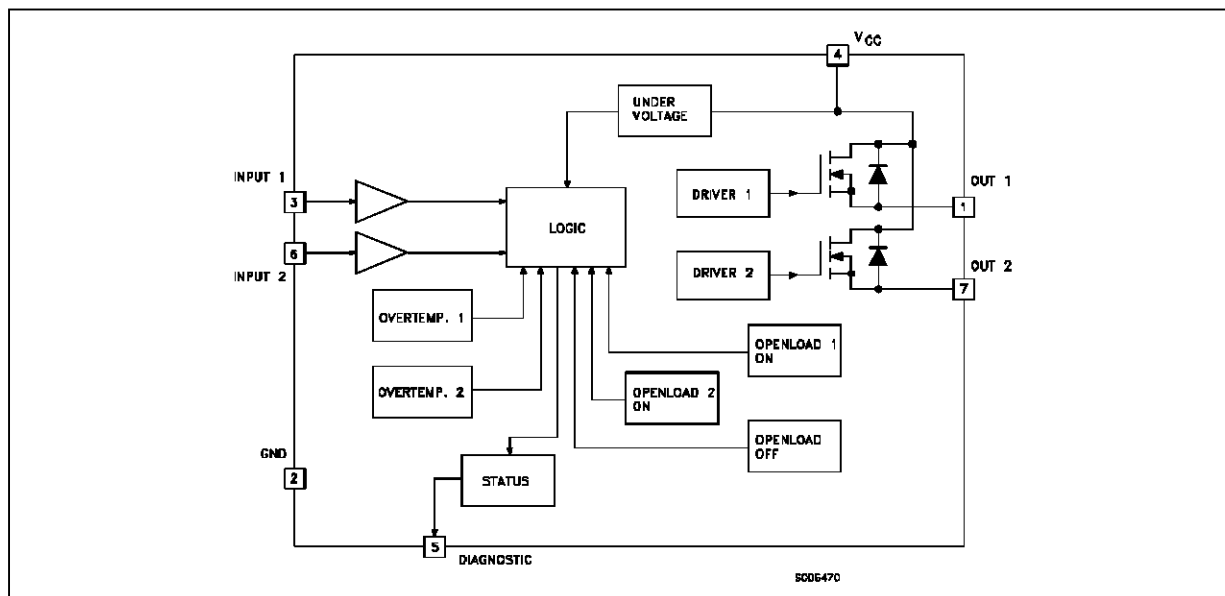 V CC
4
UNDER
VOLTAGE
INPUT 1
3
DRIVER 1
OUT 1
1
LOGIC
6
INPUT 2
DRIVER 2
OUT 2
7
OVERTEMP. 1
OPENLOAD 1
ON
OVERTEMP. 2
OPENLOAD 2
ON
OPENLOAD
OFF
GND
2
STATUS
5
DIAGNOSTIC
SC06470